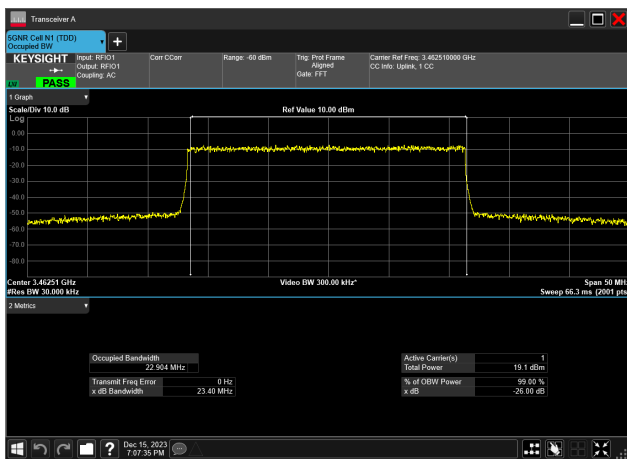 Transceiver A
5GNR Cell N1 (TDD)
Occupied BW
KEYSIGHT
LXI
PASS
Input: RFIO1
Output: RFIO1
Coupling: AC
Corr CCorr
Range: -60 dBm
Trig: Prot Frame
Aligned
Gate: FFT
Carrier Ref Freq: 3.462510000 GHz
CC Info: Uplink, 1 CC
1 Graph
Scale/Div 10.0 dB
Ref Value 10.00 dBm
Log
0.00
-10.0
-20.0
-30.0
-40.0
-50.0
-60.0
-70.0
-80.0
Center 3.46251 GHz
Video BW 300.00 kHz*
Span 50 MHz
#Res BW 30.000 kHz
Sweep 66.3 ms (2001 pts
2 Metrics
Occupied Bandwidth
22.904 MHz
Transmit Freq Error 0 Hz
x dB Bandwidth 23.40 MHz
Active Carrier(s) 1
Total Power 19.1 dBm
% of OBW Power 99.00 %
x dB -26.00 dB
?
Dec 15, 2023
7:07:35 PM